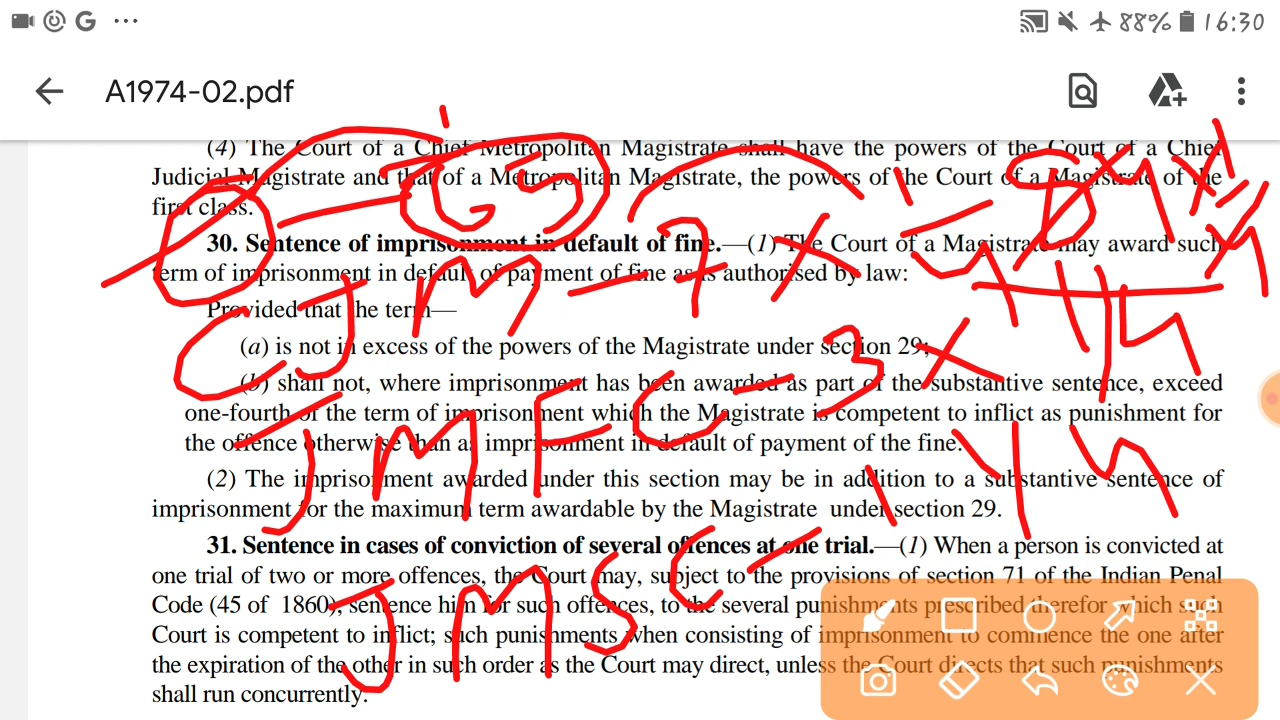 G ... 88% 16:30
A1974-02.pdf
(4) The Court of a Chief Metropolitan Magistrate shall have the powers of the Court of a Chief
Judicial Magistrate and that of a Metropolitan Magistrate, the powers of the Court of a Magistrate of the
first class.
30. Sentence of imprisonment in default of fine.—(1) The Court of a Magistrate may award such
term of imprisonment in default of payment of fine as is authorised by law:
Provided that the term—
(a) is not in excess of the powers of the Magistrate under section 29;
(b) shall not, where imprisonment has been awarded as part of the substantive sentence, exceed
one-fourth of the term of imprisonment which the Magistrate is competent to inflict as punishment for
the offence otherwise than as imprisonment in default of payment of the fine.
(2) The imprisonment awarded under this section may be in addition to a substantive sentence of
imprisonment for the maximum term awardable by the Magistrate under section 29.
31. Sentence in cases of conviction of several offences at one trial.—(1) When a person is convicted at
one trial of two or more offences, the Court may, subject to the provisions of section 71 of the Indian Penal
Code (45 of 1860), sentence him for such offences, to the several punishments prescribed therefor which such
Court is competent to inflict; such punishments when consisting of imprisonment to commence the one after
the expiration of the other in such order as the Court may direct, unless the Court directs that such punishments
shall run concurrently.
CJM - 7
JMFC - 3
JMSC - 1